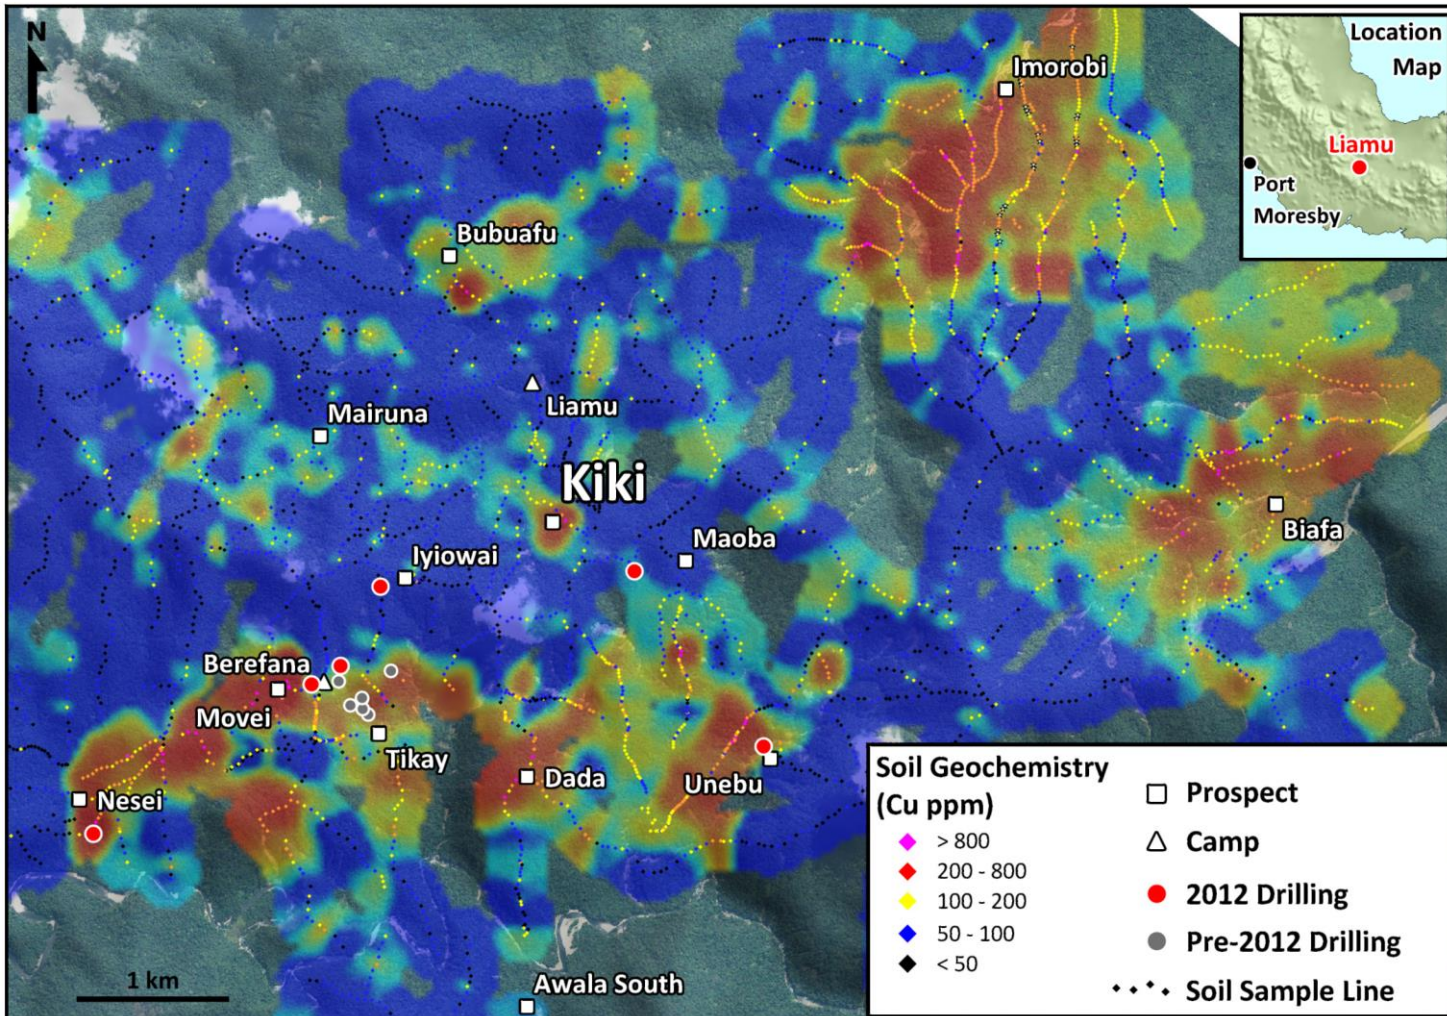 N
Imorobi
Location
Map
Liamu
Port
Moresby
Bubuafu
Mairuna
Liamu
Kiki
Maoba
Biafa
Iyiowai
Berefana
Movei
Tikay
Nesei
Dada
Unebu
Awala South
1 km
Soil Geochemistry
(Cu ppm)
> 800
200 - 800
100 - 200
50 - 100
< 50
Prospect
Camp
2012 Drilling
Pre-2012 Drilling
Soil Sample Line